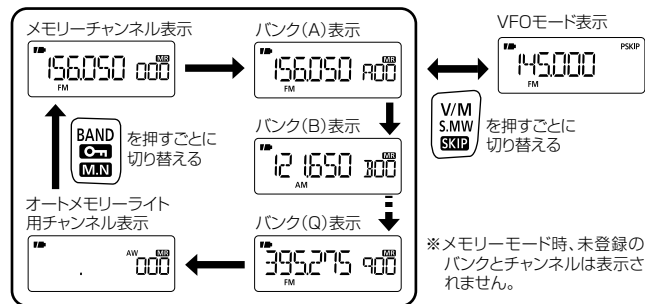 メモリーチャンネル表示
156.050 000
MR
FM
バンク(A)表示
156.050 A00
MR
FM
VFOモード表示
145.000
PSKIP
FM
BAND
M.N
を押すごとに
切り替える
バンク(B)表示
121.650 B00
MR
AM
V/M
S.MW
SKIP
を押すごとに
切り替える
オートメモリーライト
用チャンネル表示
.
AW
000
MR
バンク(Q)表示
395.275 q00
MR
FM
※メモリーモード時、未登録の
バンクとチャンネルは表示さ
れません。